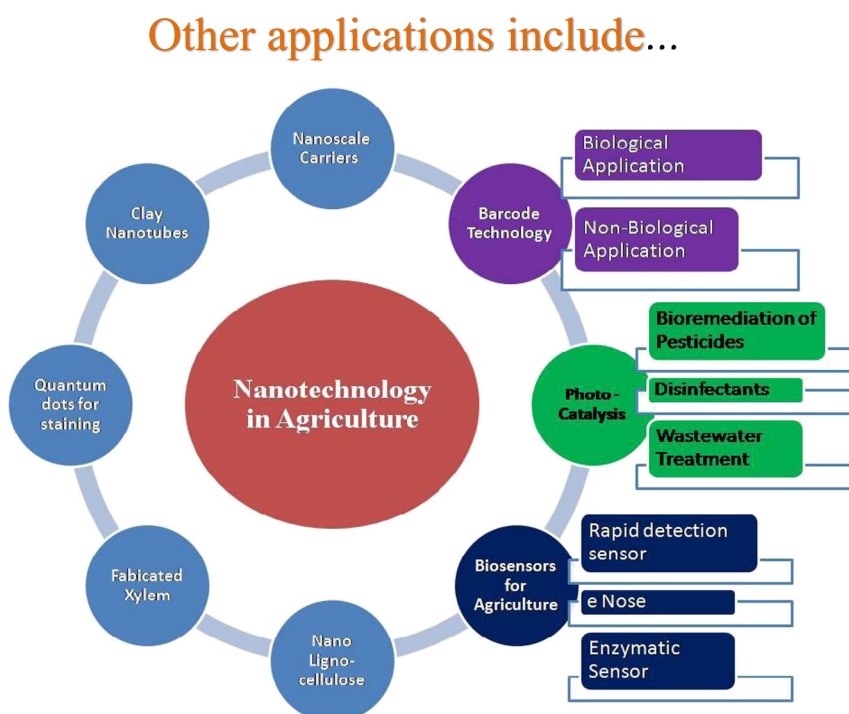 Other applications include...
Nanoscale
Carriers
Barcode
Technology
Biological
Application
Non-Biological
Application
Photo-
Catalysis
Bioremediation of
Pesticides
Disinfectants
Wastewater
Treatment
Biosensors
for
Agriculture
Rapid detection
sensor
e Nose
Enzymatic
Sensor
Nano
Ligno-
cellulose
Fabicated
Xylem
Quantum
dots for
staining
Clay
Nanotubes
Nanotechnology
in Agriculture